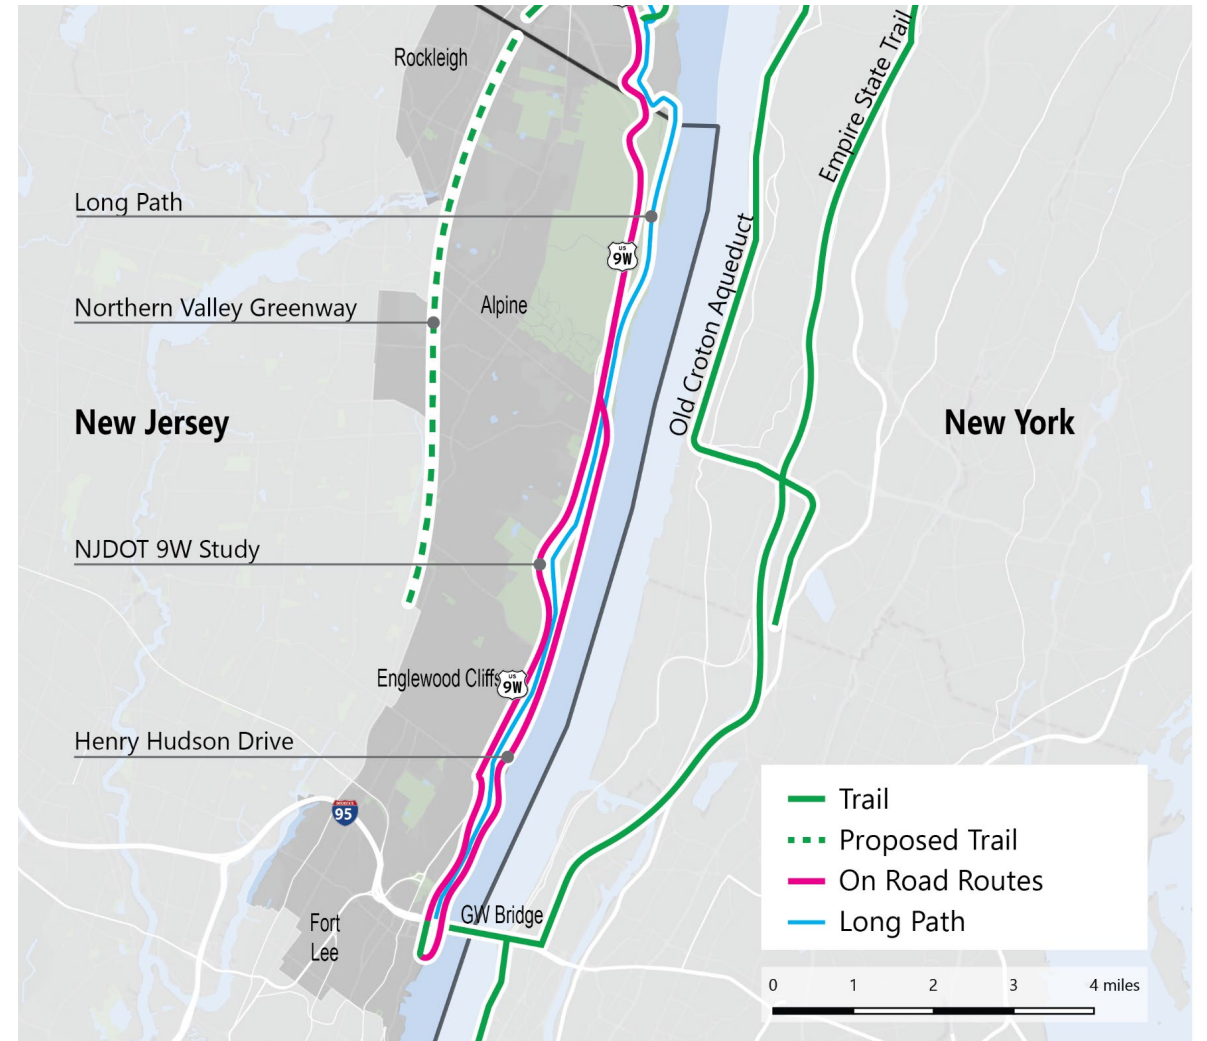 Rockleigh
Empire State Trail
Long Path
US
9W
Old Croton Aqueduct
Northern Valley Greenway
Alpine
New Jersey
New York
NJDOT 9W Study
Englewood Cliffs
US
9W
Henry Hudson Drive
95
Trail
Proposed Trail
On Road Routes
Long Path
Fort
Lee
GW Bridge
0 1 2 3 4 miles